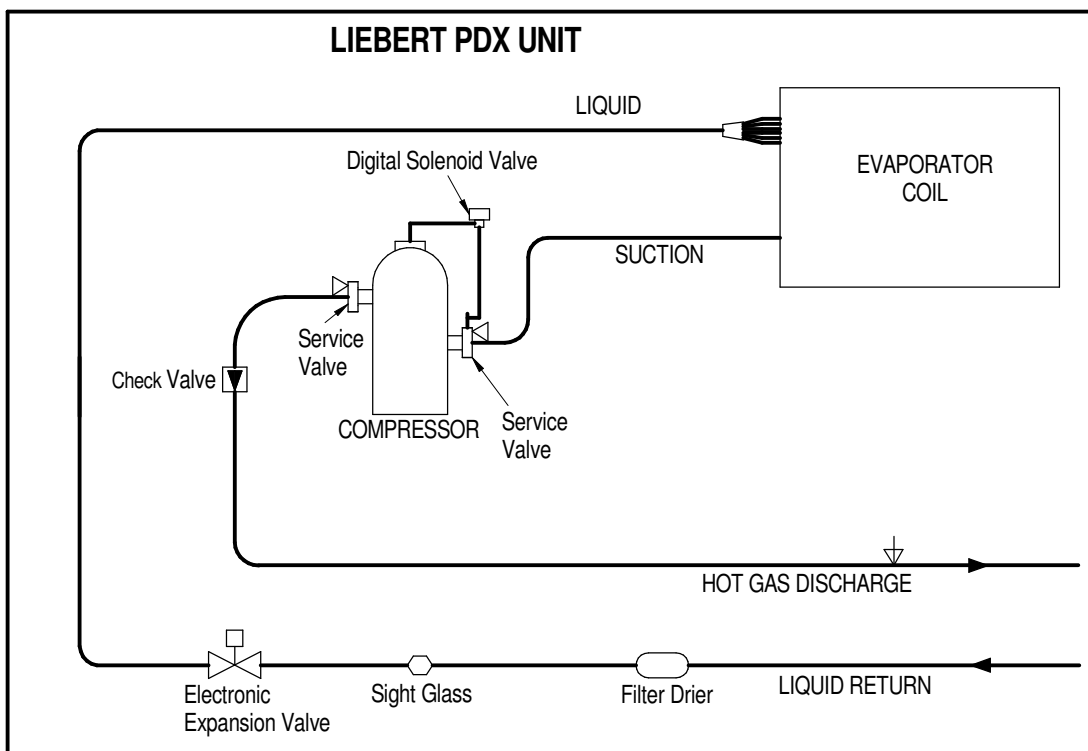 LIEBERT PDX UNIT
LIQUID
Digital Solenoid Valve
EVAPORATOR
COIL
SUCTION
Service
Valve
Check Valve
COMPRESSOR
Service
Valve
HOT GAS DISCHARGE
Electronic
Expansion Valve
Sight Glass
Filter Drier
LIQUID RETURN